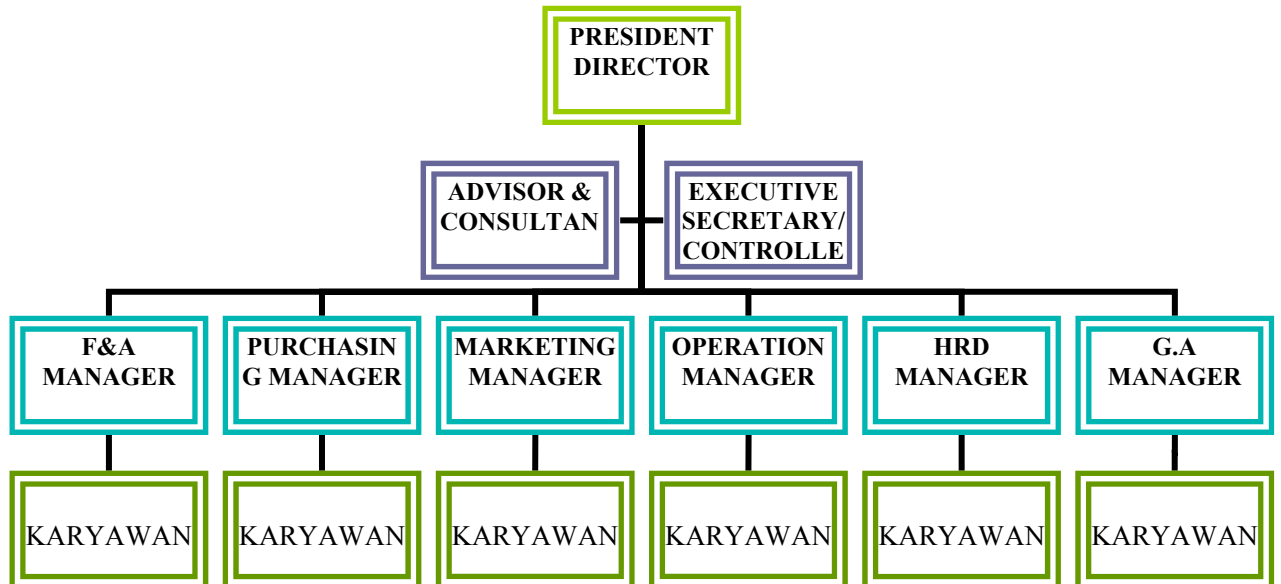 PRESIDENT
DIRECTOR
ADVISOR &
CONSULTAN
EXECUTIVE
SECRETARY/
CONTROLLE
F&A
MANAGER
PURCHASIN
G MANAGER
MARKETING
MANAGER
OPERATION
MANAGER
HRD
MANAGER
G.A
MANAGER
KARYAWAN
KARYAWAN
KARYAWAN
KARYAWAN
KARYAWAN
KARYAWAN